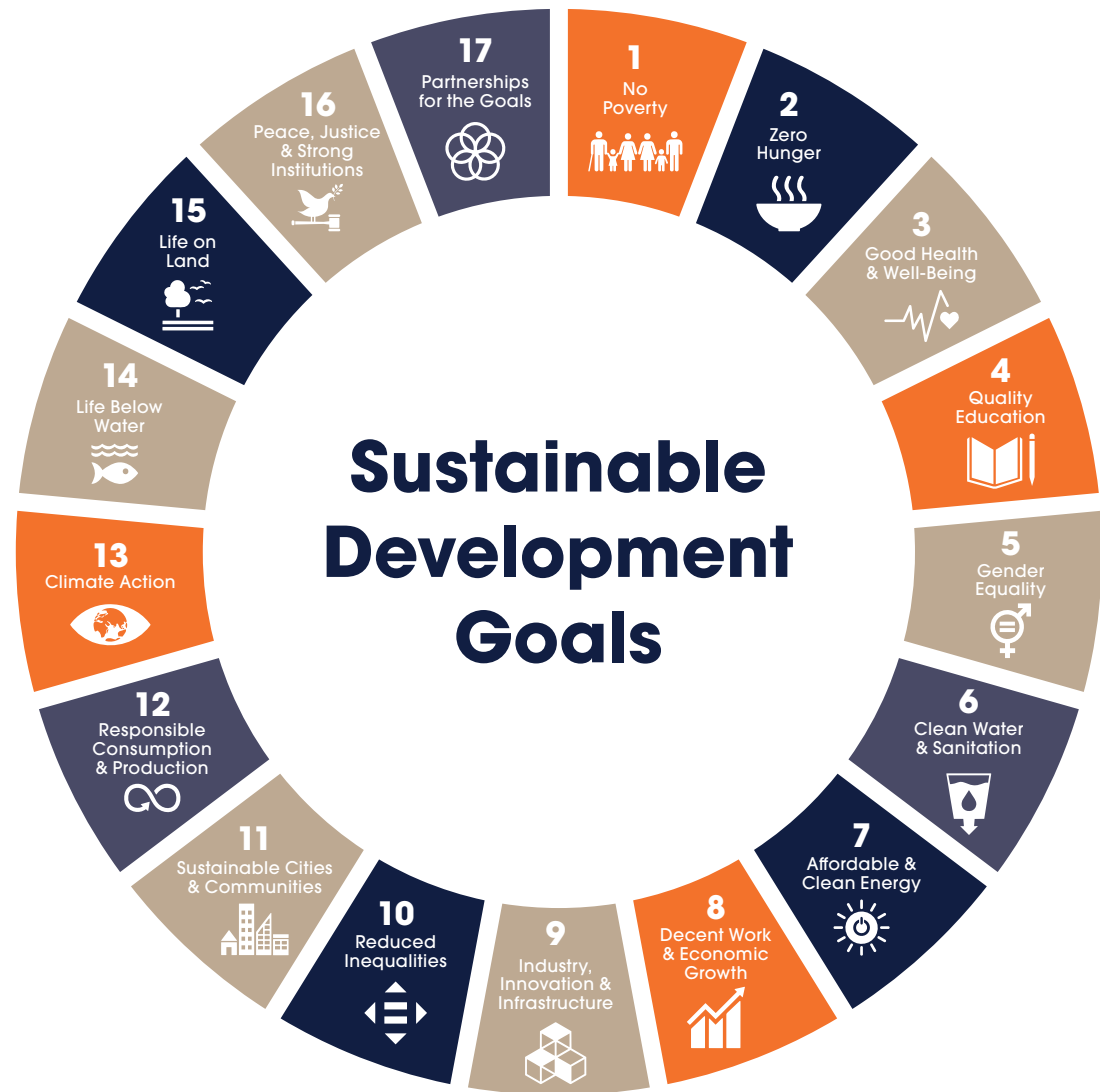 Sustainable
Development
Goals
1
No
Poverty
2
Zero
Hunger
3
Good Health
& Well-Being
4
Quality
Education
5
Gender
Equality
6
Clean Water
& Sanitation
7
Affordable &
Clean Energy
8
Decent Work
& Economic
Growth
9
Industry,
Innovation &
Infrastructure
10
Reduced
Inequalities
11
Sustainable Cities
& Communities
12
Responsible
Consumption
& Production
13
Climate Action
14
Life Below
Water
15
Life on
Land
16
Peace, Justice
& Strong
Institutions
17
Partnerships
for the Goals